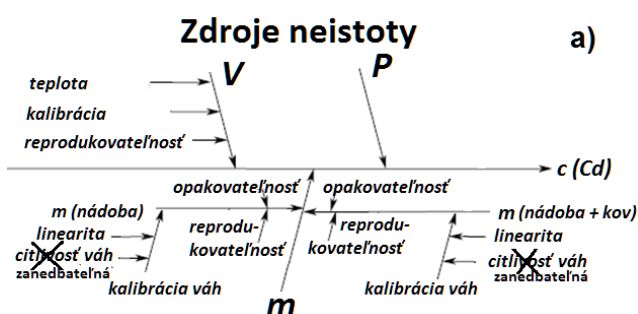 Zdroje neistoty
a)
V
P
teplota
kalibrácia
reprodukovateľnosť
c (Cd)
opakovateľnosť
opakovateľnosť
m (nádoba)
m (nádoba + kov)
linearita
reprodu-
kovateľnosť
reprodu-
kovateľnosť
linearita
citlivosť váh
zanedbateľná
citlivosť váh
zanedbateľná
kalibrácia váh
kalibrácia váh
m